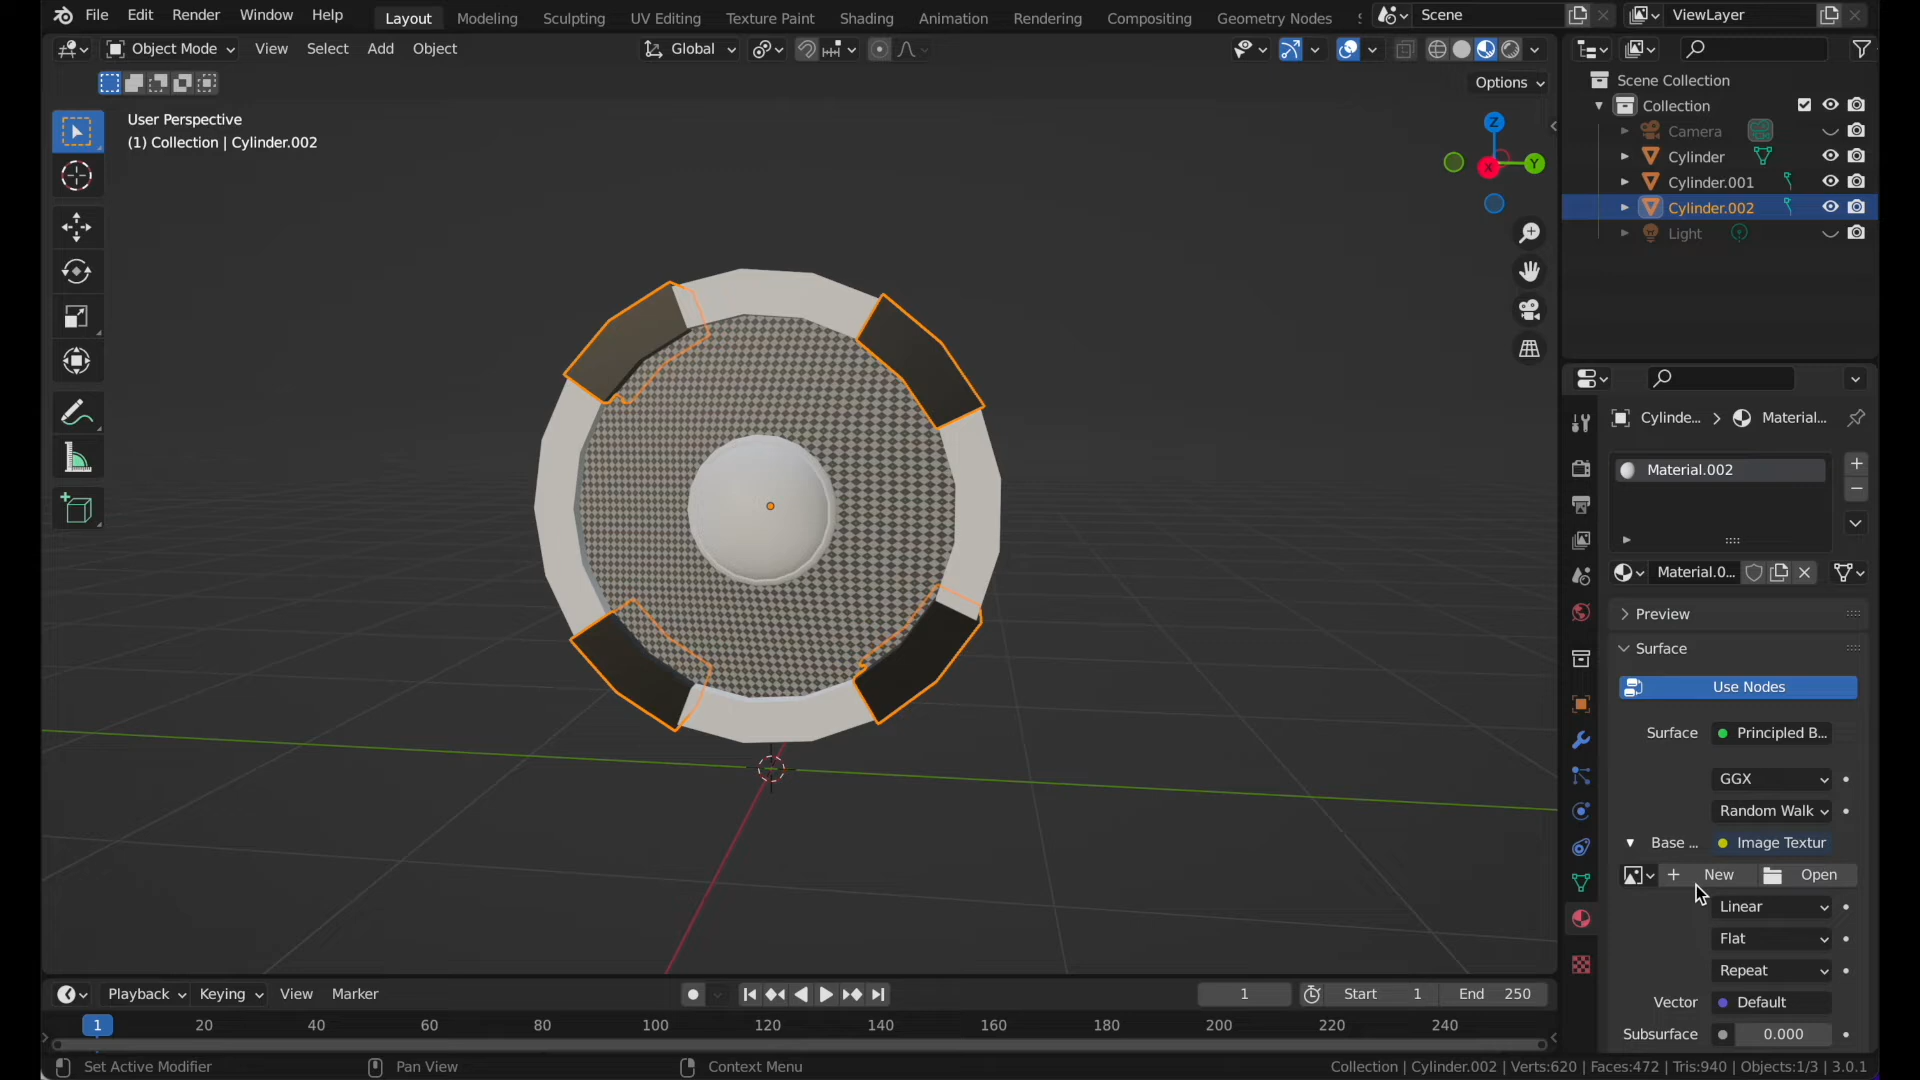 File Edit Render Window Help Layout Modeling Sculpting UV Editing Texture Paint Shading Animation Rendering Compositing Geometry Nodes Scene ViewLayer
Object Mode View Select Add Object Global
Options
User Perspective
(1) Collection | Cylinder.002
Z
Y
X
Scene Collection
Collection
Camera
Cylinder
Cylinder.001
Cylinder.002
Light
Cylinde... Material...
Material.002
Material.0...
Preview
Surface
Use Nodes
Surface Principled B...
GGX
Random Walk
Base ... Image Textur
New Open
Linear
Flat
Repeat
Vector Default
Subsurface 0.000
Playback Keying View Marker 1 Start 1 End 250
1 20 40 60 80 100 120 140 160 180 200 220 240
Set Active Modifier Pan View Context Menu Collection | Cylinder.002 | Verts:620 | Faces:472 | Tris:940 | Objects:1/3 | 3.0.1